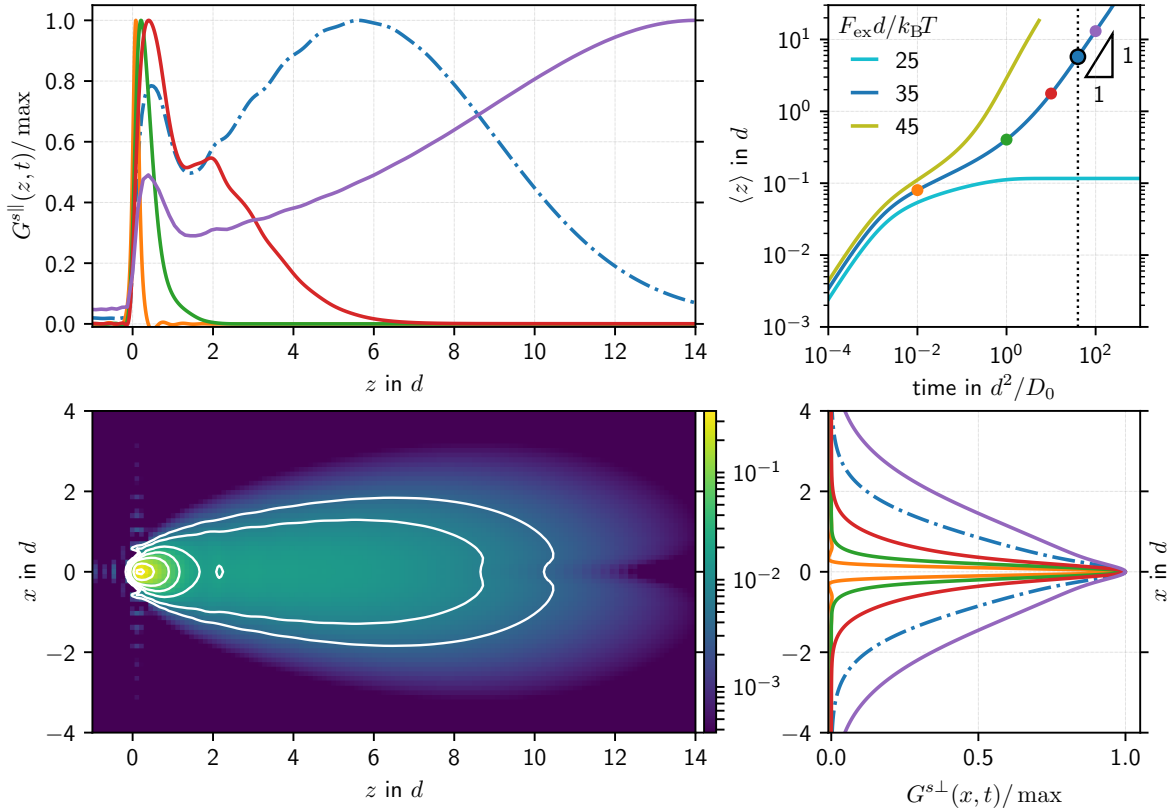 1.0
0.8
0.6
0.4
0.2
0.0
G^{s||}(z, t)/ max
0 2 4 6 8 10 12 14
z in d
F_{ex}d/k_BT
25
35
45
1
1
10^1
10^0
10^{−1}
10^{−2}
10^{−3}
⟨z⟩ in d
10^{−4} 10^{−2} 10^0 10^2
time in d^2/D_0
4
2
0
−2
−4
x in d
0 2 4 6 8 10 12 14
z in d
10^{−1}
10^{−2}
10^{−3}
4
2
0
−2
−4
x in d
0.0 0.5 1.0
G^{s⊥}(x, t)/ max